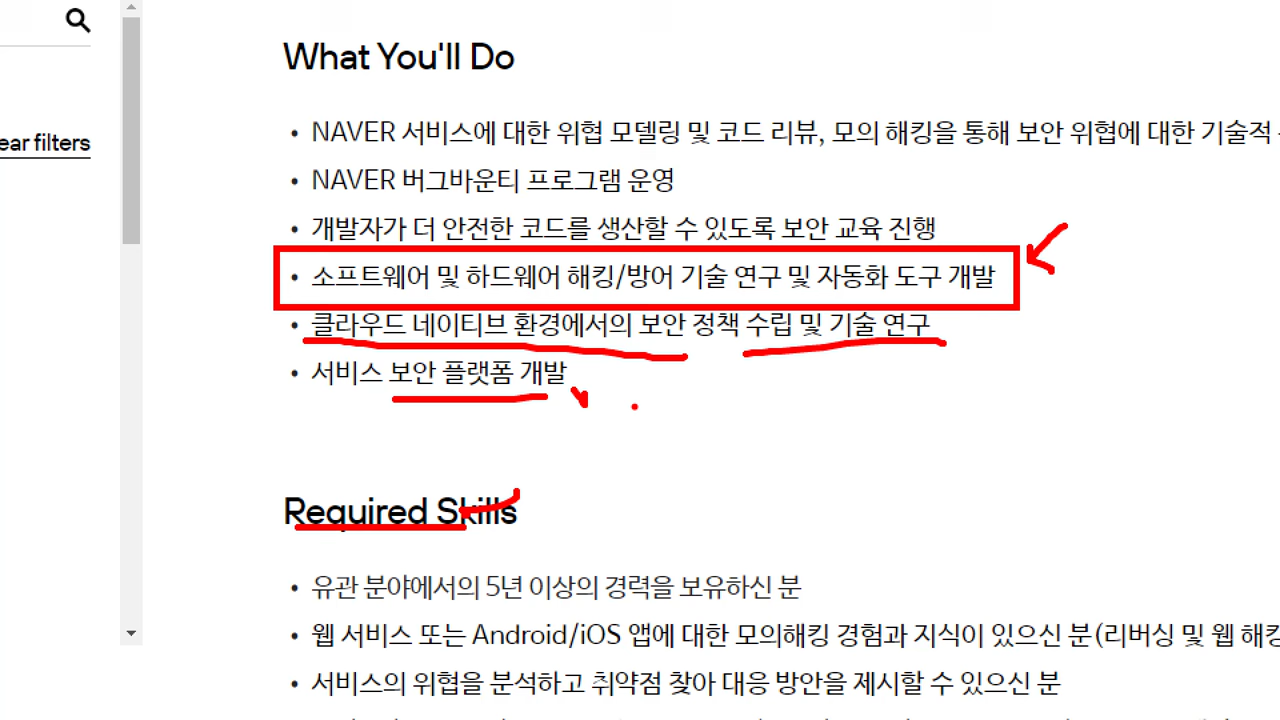 ear filters
What You'll Do
• NAVER 서비스에 대한 위협 모델링 및 코드 리뷰, 모의 해킹을 통해 보안 위협에 대한 기술적
• NAVER 버그바운티 프로그램 운영
• 개발자가 더 안전한 코드를 생산할 수 있도록 보안 교육 진행
• 소프트웨어 및 하드웨어 해킹/방어 기술 연구 및 자동화 도구 개발
• 클라우드 네이티브 환경에서의 보안 정책 수립 및 기술 연구
• 서비스 보안 플랫폼 개발
Required Skills
• 유관 분야에서의 5년 이상의 경력을 보유하신 분
• 웹 서비스 또는 Android/iOS 앱에 대한 모의해킹 경험과 지식이 있으신 분(리버싱 및 웹 해킹
• 서비스의 위협을 분석하고 취약점 찾아 대응 방안을 제시할 수 있으신 분